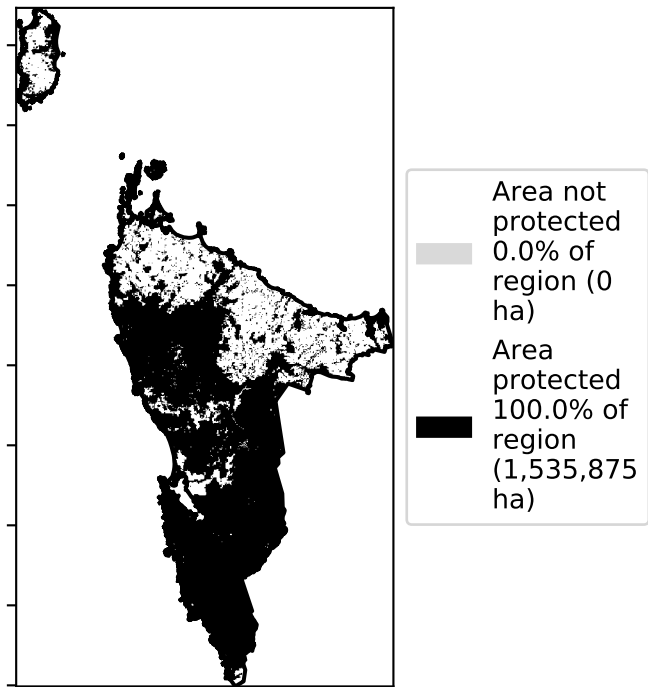 Area not
protected
0.0% of
region (0
ha)
Area
protected
100.0% of
region
(1,535,875
ha)